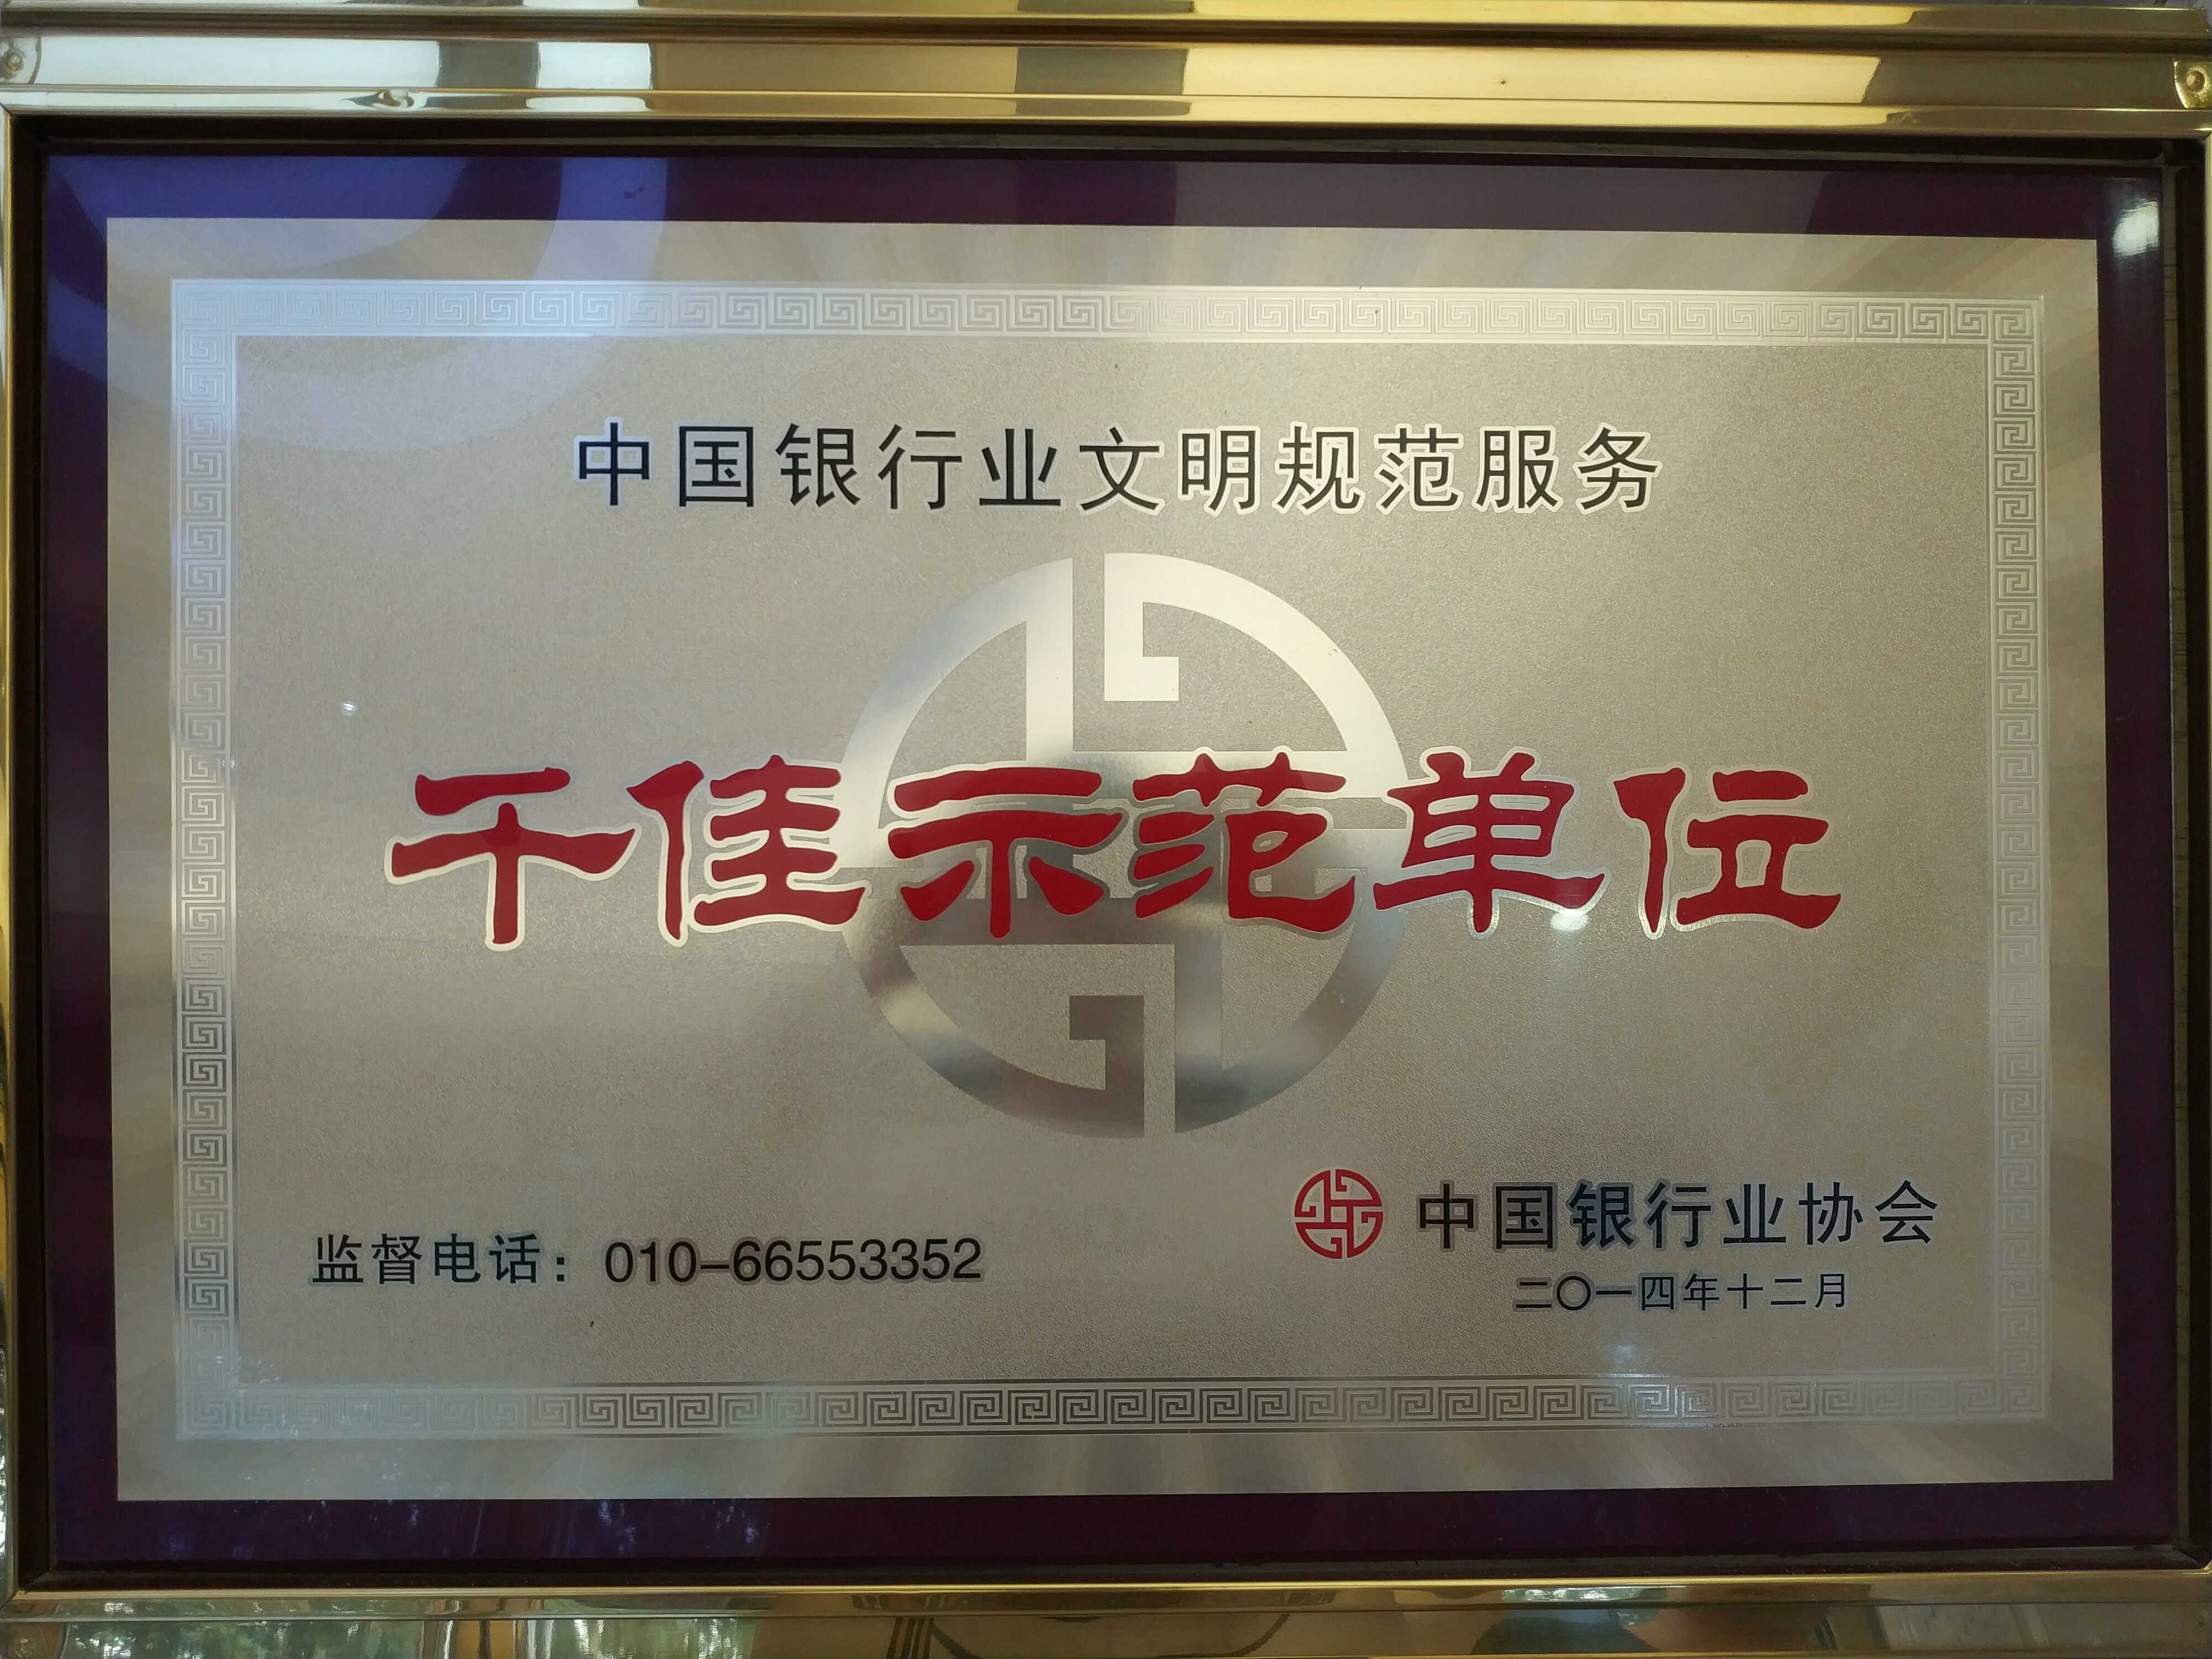 中国银行业文明规范服务
千佳示范单位
监督电话：010-66553352
中国银行业协会
二〇一四年十二月